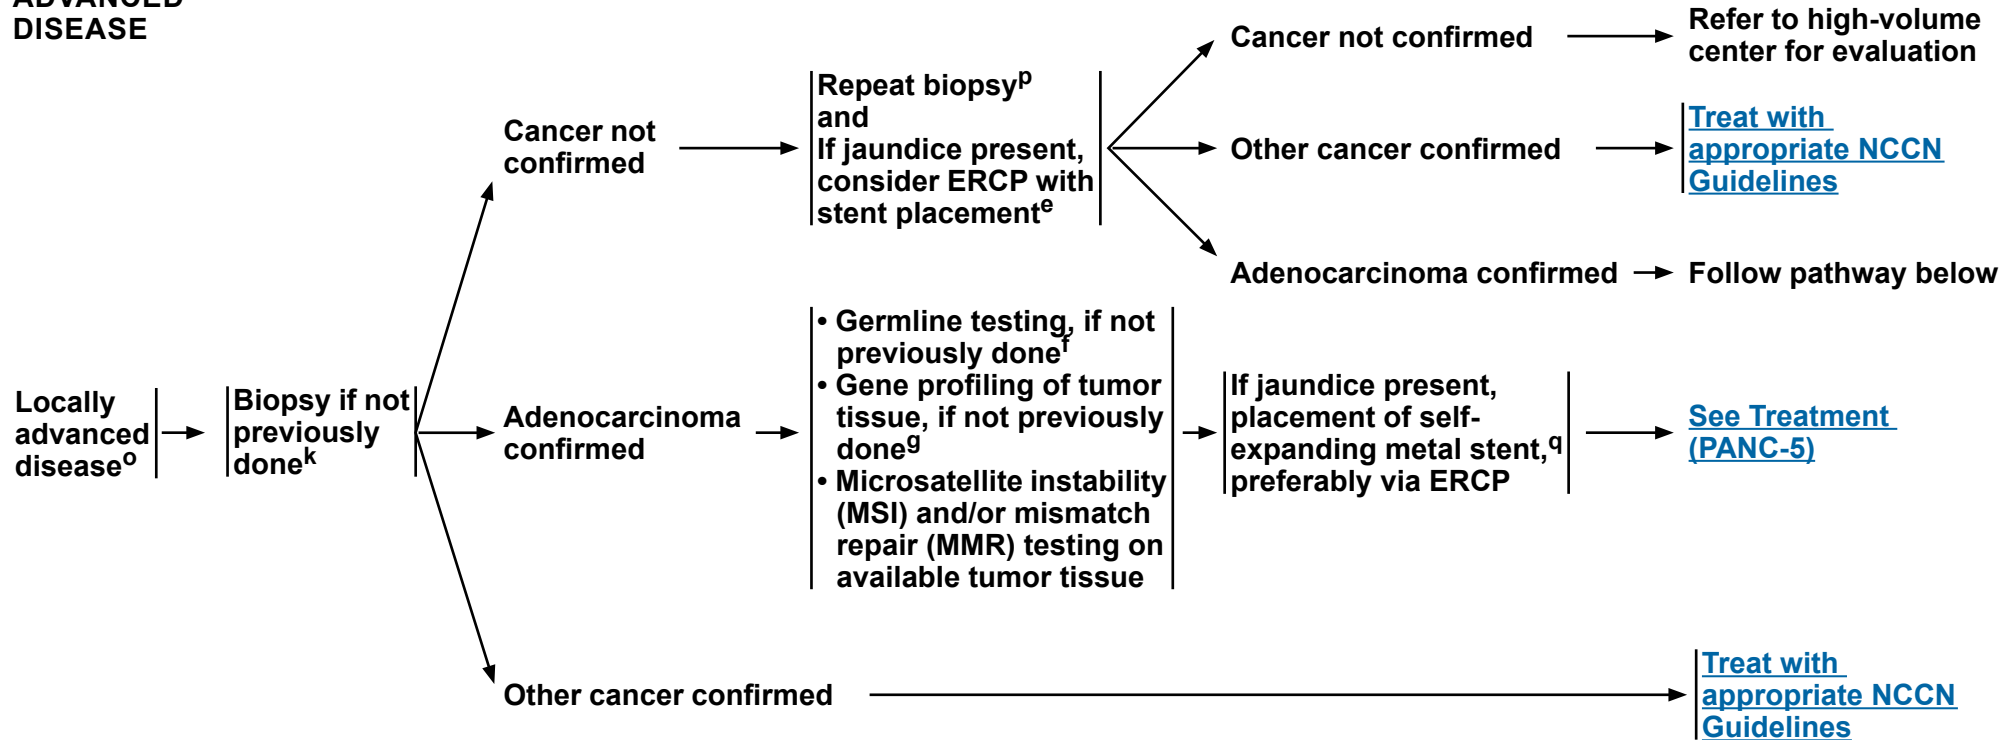 ADVANCED
DISEASE
Cancer not confirmed
Refer to high-volume
center for evaluation
Repeat biopsyᵖ
and
If jaundice present,
consider ERCP with
stent placementᵉ
Cancer not
confirmed
Other cancer confirmed
Treat with
appropriate NCCN
Guidelines
Adenocarcinoma confirmed
Follow pathway below
Locally
advanced
diseaseᵒ
Biopsy if not
previously
doneᵏ
Adenocarcinoma
confirmed
• Germline testing, if not
previously doneᶠ
• Gene profiling of tumor
tissue, if not previously
doneᵍ
• Microsatellite instability
(MSI) and/or mismatch
repair (MMR) testing on
available tumor tissue
If jaundice present,
placement of self-
expanding metal stent,q
preferably via ERCP
See Treatment
(PANC-5)
Other cancer confirmed
Treat with
appropriate NCCN
Guidelines